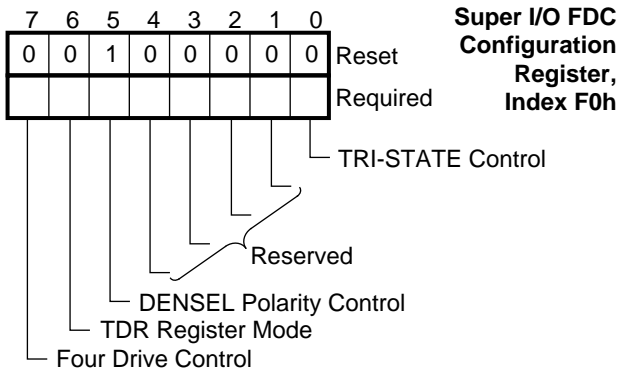 7 6 5 4 3 2 1 0
Super I/O FDC
Configuration
Register,
Index F0h
0 0 1 0 0 0 0 0 Reset
Required
TRI-STATE Control
Reserved
DENSEL Polarity Control
TDR Register Mode
Four Drive Control